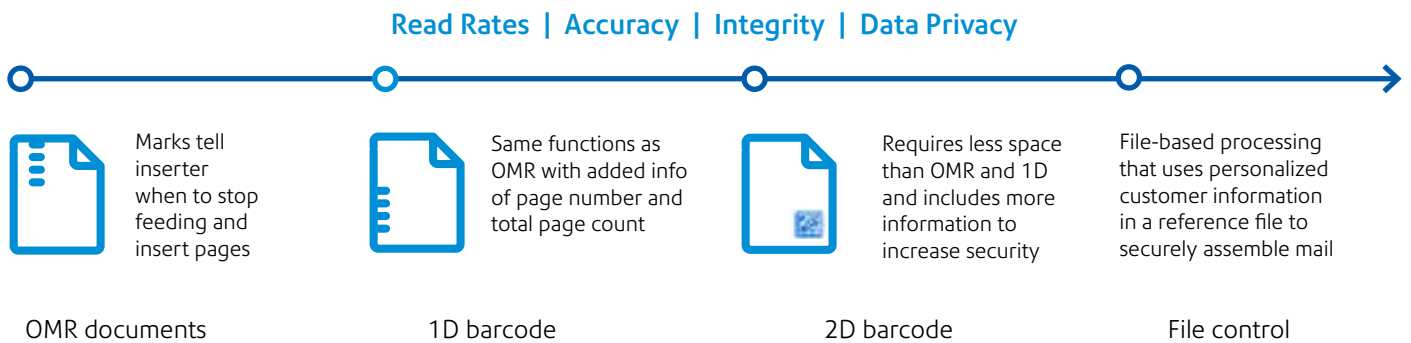 Read Rates | Accuracy | Integrity | Data Privacy
Marks tell
inserter
when to stop
feeding and
insert pages
Same functions as
OMR with added info
of page number and
total page count
Requires less space
than OMR and 1D
and includes more
information to
increase security
File-based processing
that uses personalized
customer information
in a reference file to
securely assemble mail
OMR documents
1D barcode
2D barcode
File control